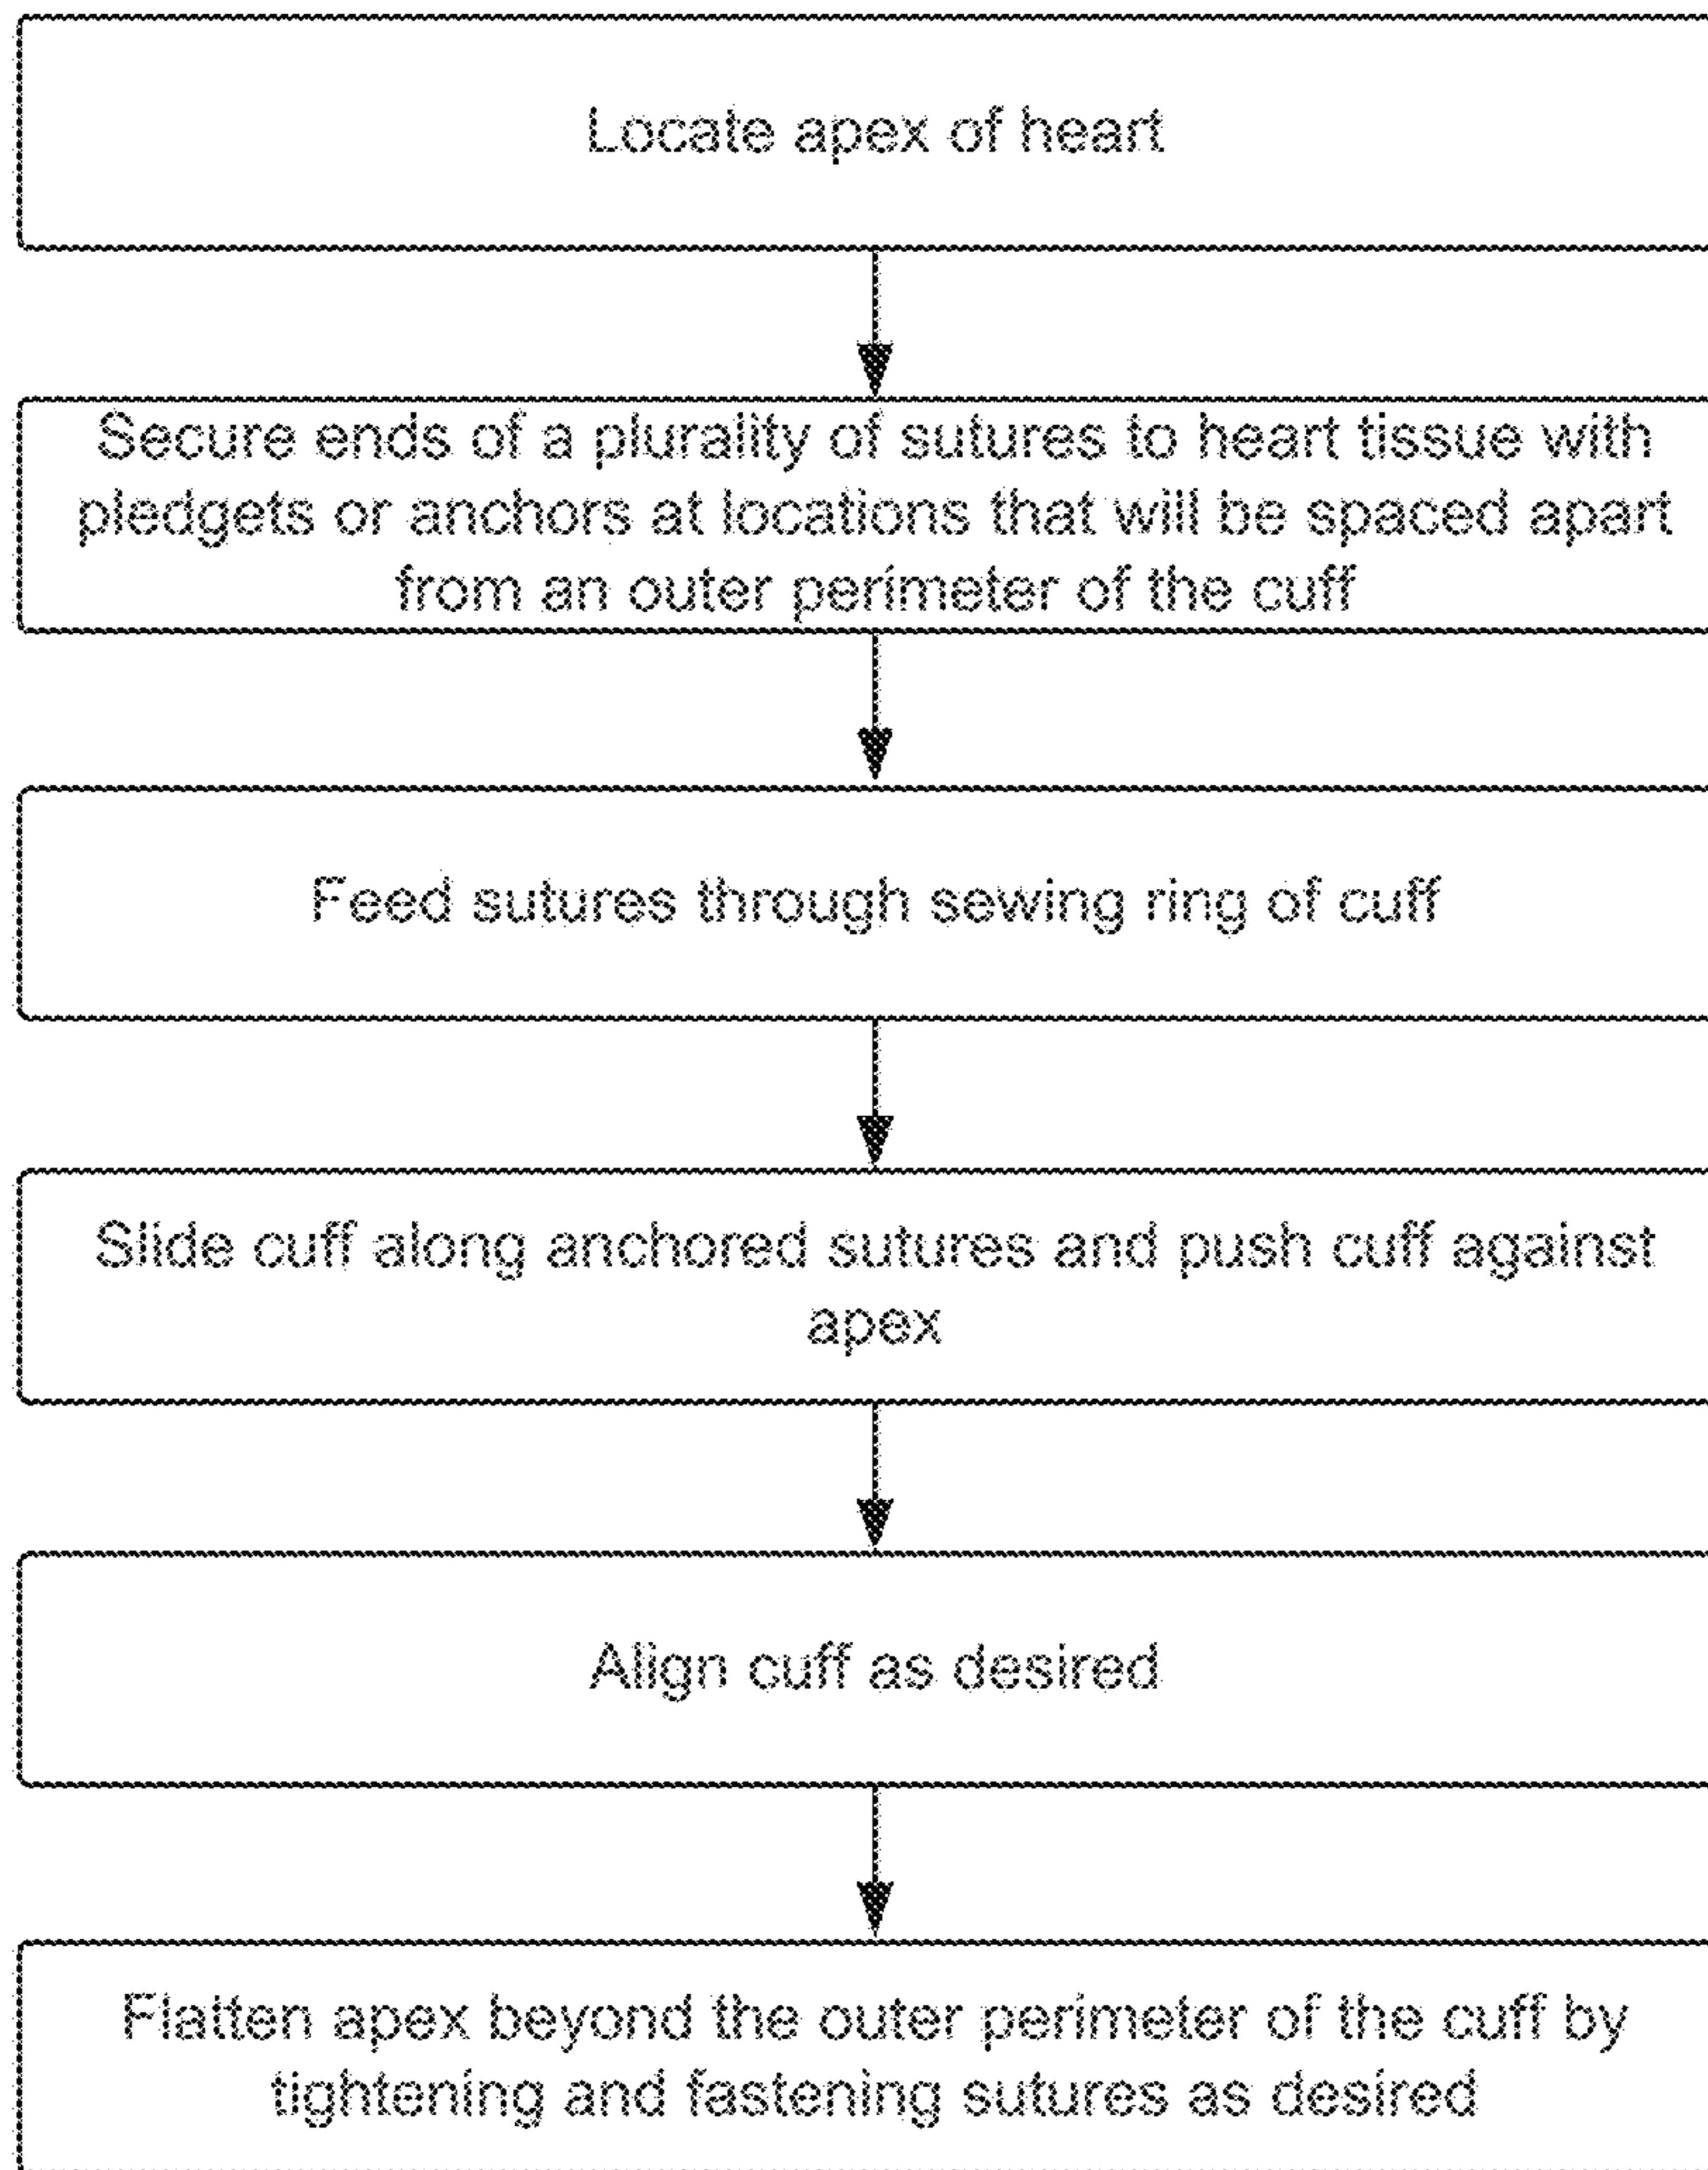 Locate apex of heart
Secure ends of a plurality of sutures to heart tissue with
pledgets or anchors at locations that will be spaced apart
from an outer perimeter of the cuff
Feed sutures through sewing ring of cuff
Slide cuff along anchored sutures and push cuff against
apex
Align cuff as desired
Flatten apex beyond the outer perimeter of the cuff by
tightening and fastening sutures as desired